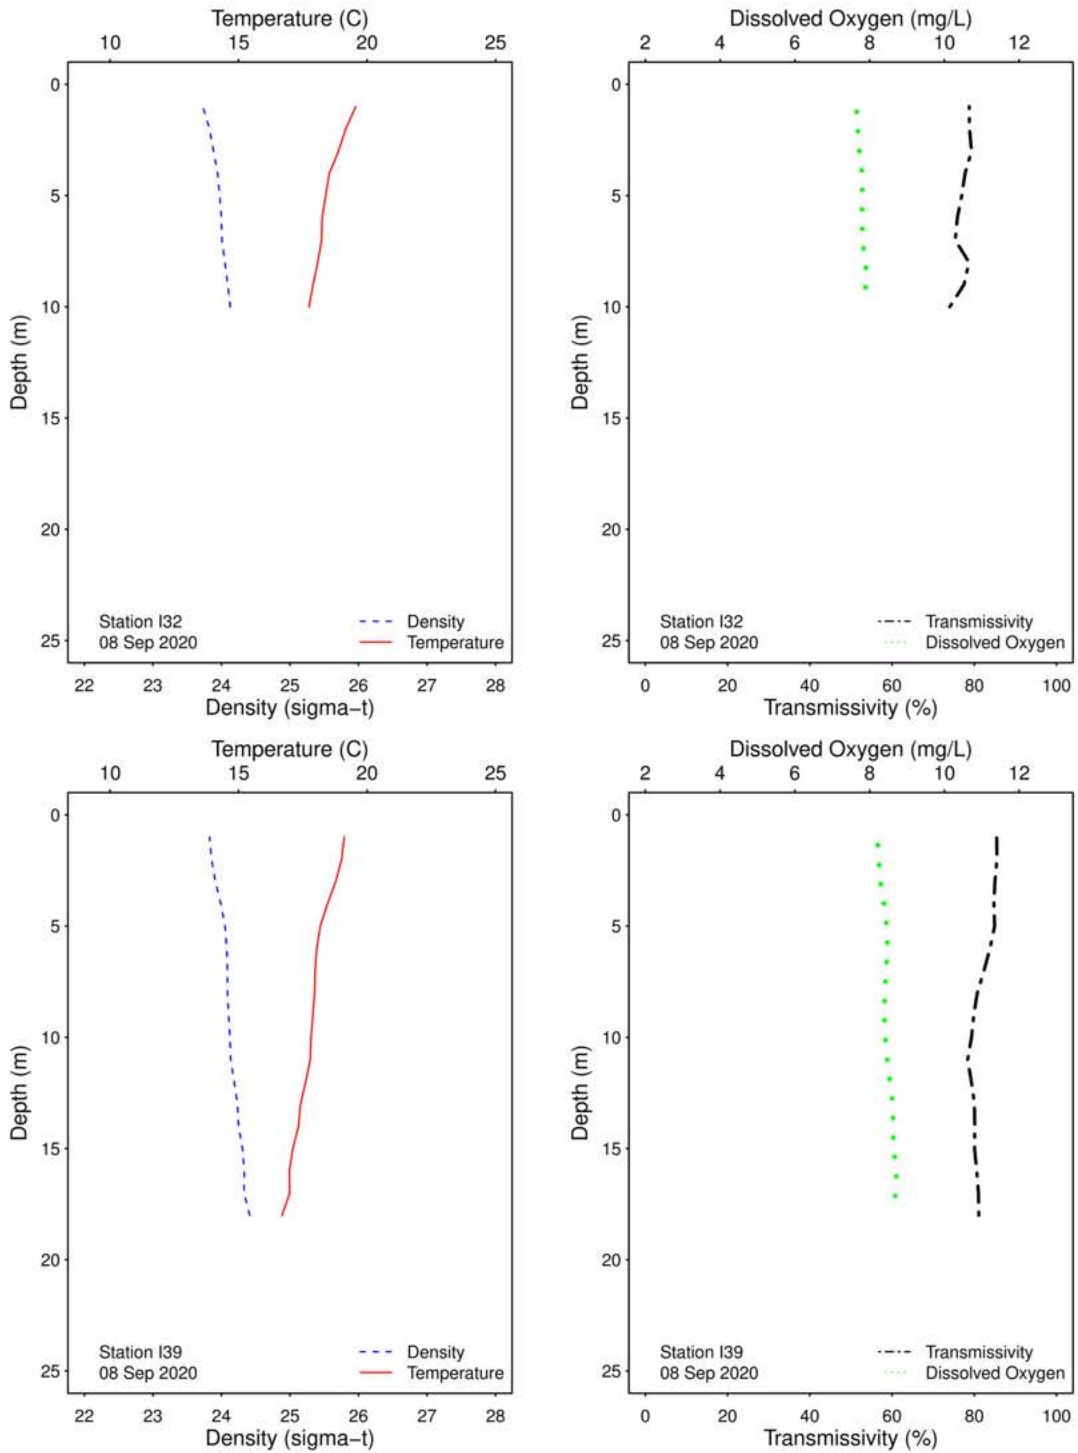 Temperature (C)
10 15 20 25
0
5
10
15
20
25
Depth (m)
Station I32
08 Sep 2020
Density
Temperature
22 23 24 25 26 27 28
Density (sigma−t)
Dissolved Oxygen (mg/L)
2 4 6 8 10 12
0
5
10
15
20
25
Depth (m)
Station I32
08 Sep 2020
Transmissivity
Dissolved Oxygen
0 20 40 60 80 100
Transmissivity (%)
Temperature (C)
10 15 20 25
0
5
10
15
20
25
Depth (m)
Station I39
08 Sep 2020
Density
Temperature
22 23 24 25 26 27 28
Density (sigma−t)
Dissolved Oxygen (mg/L)
2 4 6 8 10 12
0
5
10
15
20
25
Depth (m)
Station I39
08 Sep 2020
Transmissivity
Dissolved Oxygen
0 20 40 60 80 100
Transmissivity (%)